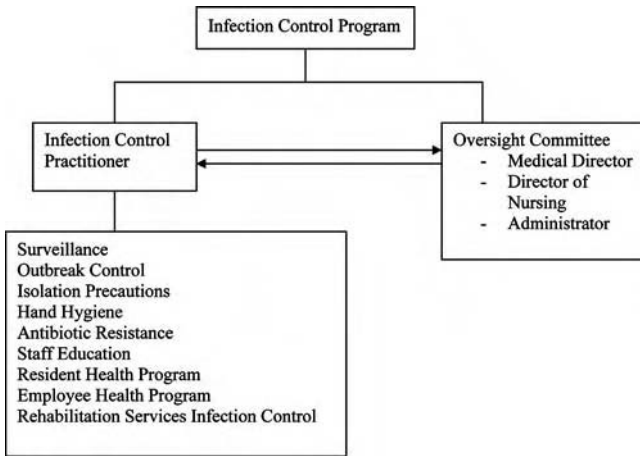 Infection Control Program
Infection Control
Practitioner
Oversight Committee
- Medical Director
- Director of
Nursing
- Administrator
Surveillance
Outbreak Control
Isolation Precautions
Hand Hygiene
Antibiotic Resistance
Staff Education
Resident Health Program
Employee Health Program
Rehabilitation Services Infection Control